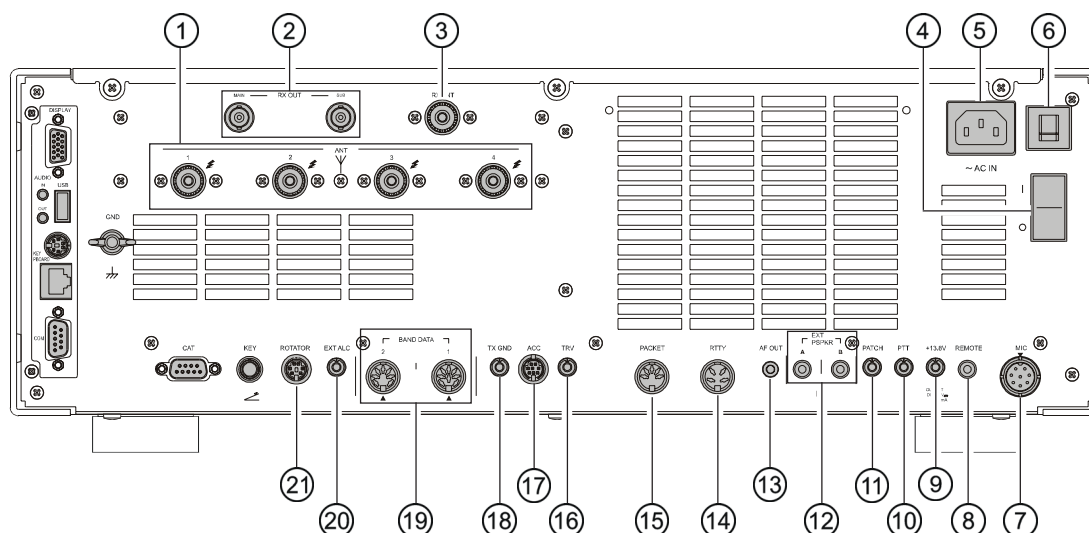 1 2 3 4 5 6
DISPLAY
MAIN RX OUT SUB
ANT
1 2 3 4
~ AC IN
AUDIO
IN USB
OUT
GND
KEY
COM
CAT KEY ROTATOR EXT ALC
BAND DATA
2 1
TX GND ACC TRV PACKET RTTY AF OUT
EXT
A B
PATCH PTT +13.8V REMOTE MIC
21 20 19 18 17 16 15 14 13 12 11 10 9 8 7